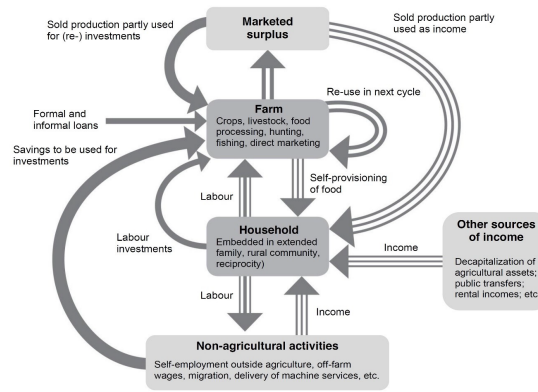 Sold production partly used
for (re-) investments
Marketed
surplus
Sold production partly
used as income
Formal and
informal loans
Farm
Crops, livestock, food
processing, hunting,
fishing, direct marketing
Re-use in next cycle
Savings to be used for
investments
Labour
Self-provisioning
of food
Labour
investments
Household
Embedded in extended
family, rural community,
reciprocity)
Income
Other sources
of income
Decapitalization of
agricultural assets;
public transfers;
rental incomes; etc
Labour
Income
Non-agricultural activities
Self-employment outside agriculture, off-farm
wages, migration, delivery of machine services, etc.